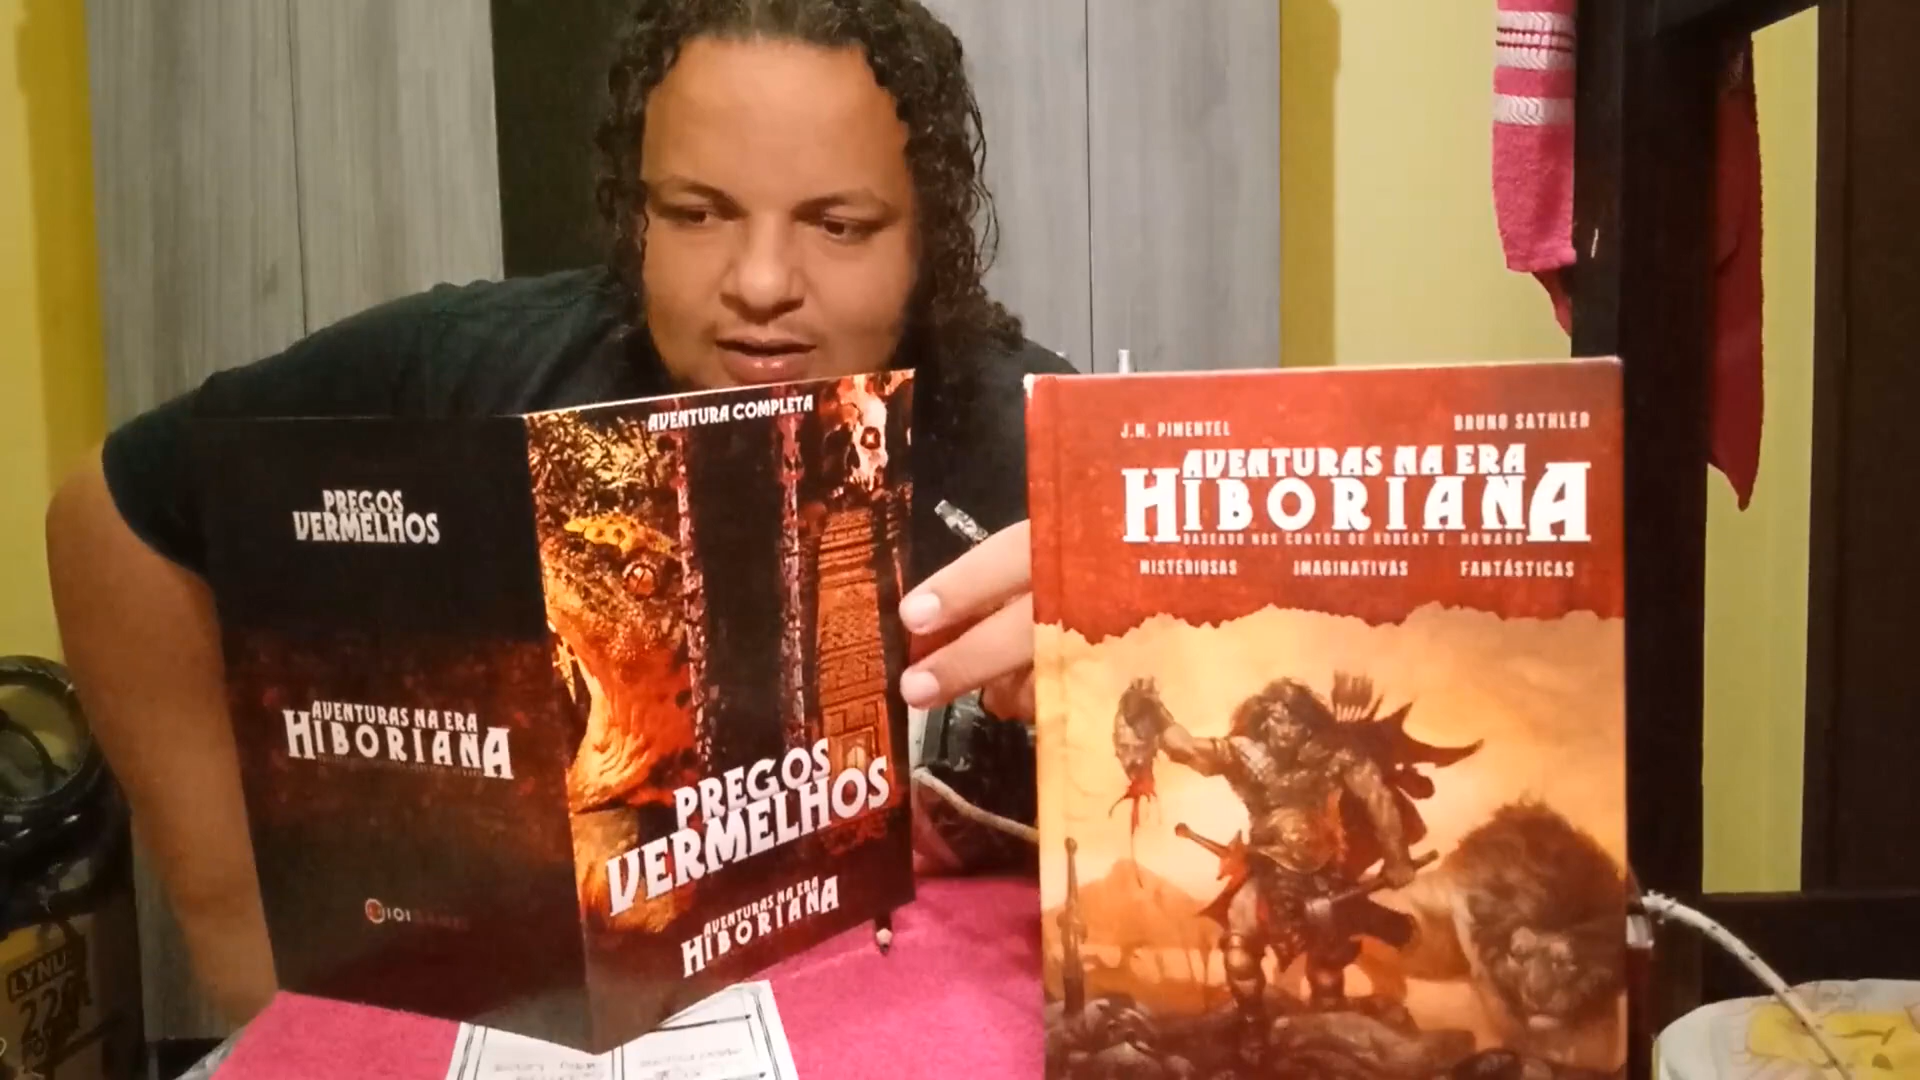 PREGOS
VERMELHOS
AVENTURAS NA ERA
HIBORIANA
AVENTURA COMPLETA
PREGOS
VERMELHOS
AVENTURAS NA ERA
HIBORIANA
J.M. PIMENTEL
BRUNO SATHLER
AVENTURAS NA ERA
HIBORIANA
BASEADO NOS CONTOS DE ROBERT E. HOWARD
MISTERIOSAS IMAGINATIVAS FANTÁSTICAS